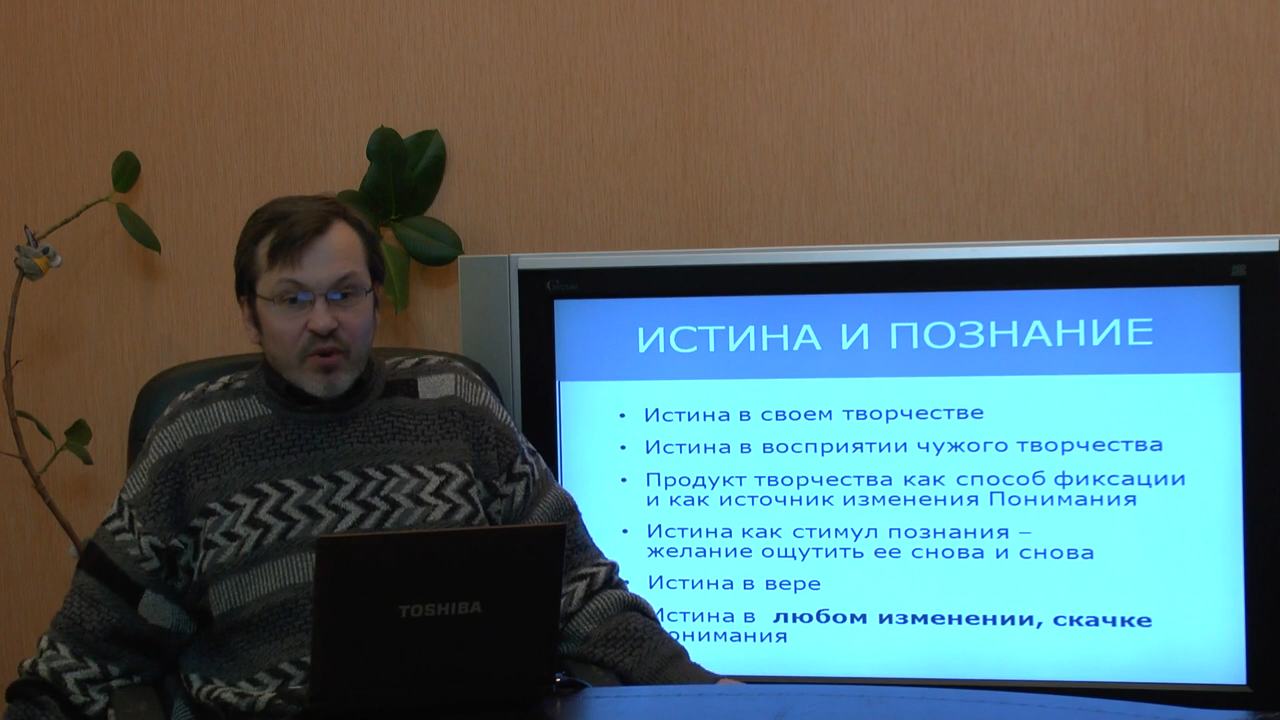 ИСТИНА И ПОЗНАНИЕ
• Истина в своем творчестве
• Истина в восприятии чужого творчества
• Продукт творчества как способ фиксации
и как источник изменения Понимания
• Истина как стимул познания –
желание ощутить ее снова и снова
• Истина в вере
Истина в любом изменении, скачке
онимания
TOSHIBA